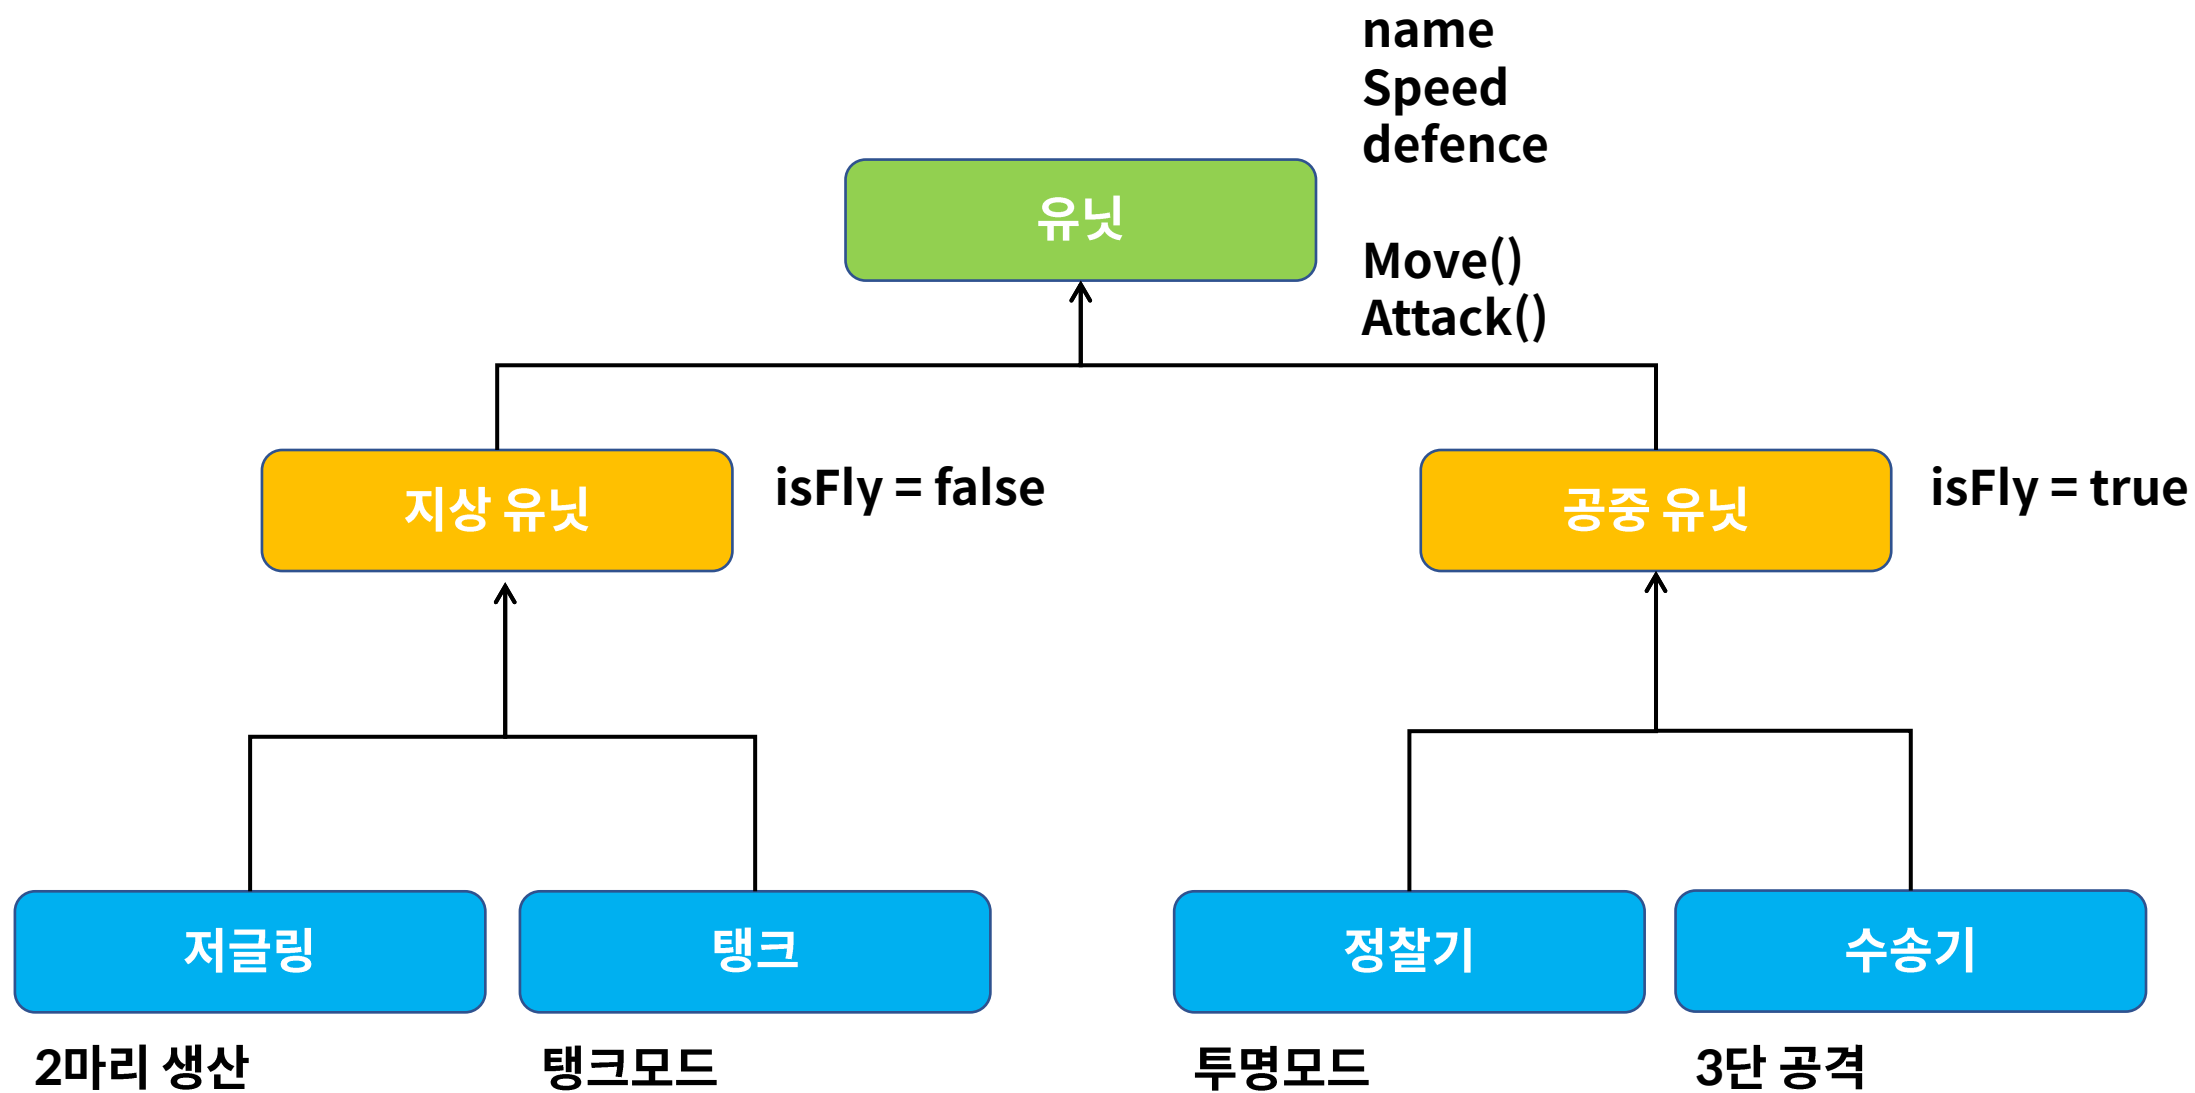 name
Speed
defence
유닛
Move()
Attack()
지상 유닛
isFly = false
공중 유닛
isFly = true
저글링
탱크
정찰기
수송기
2마리 생산
탱크모드
투명모드
3단 공격